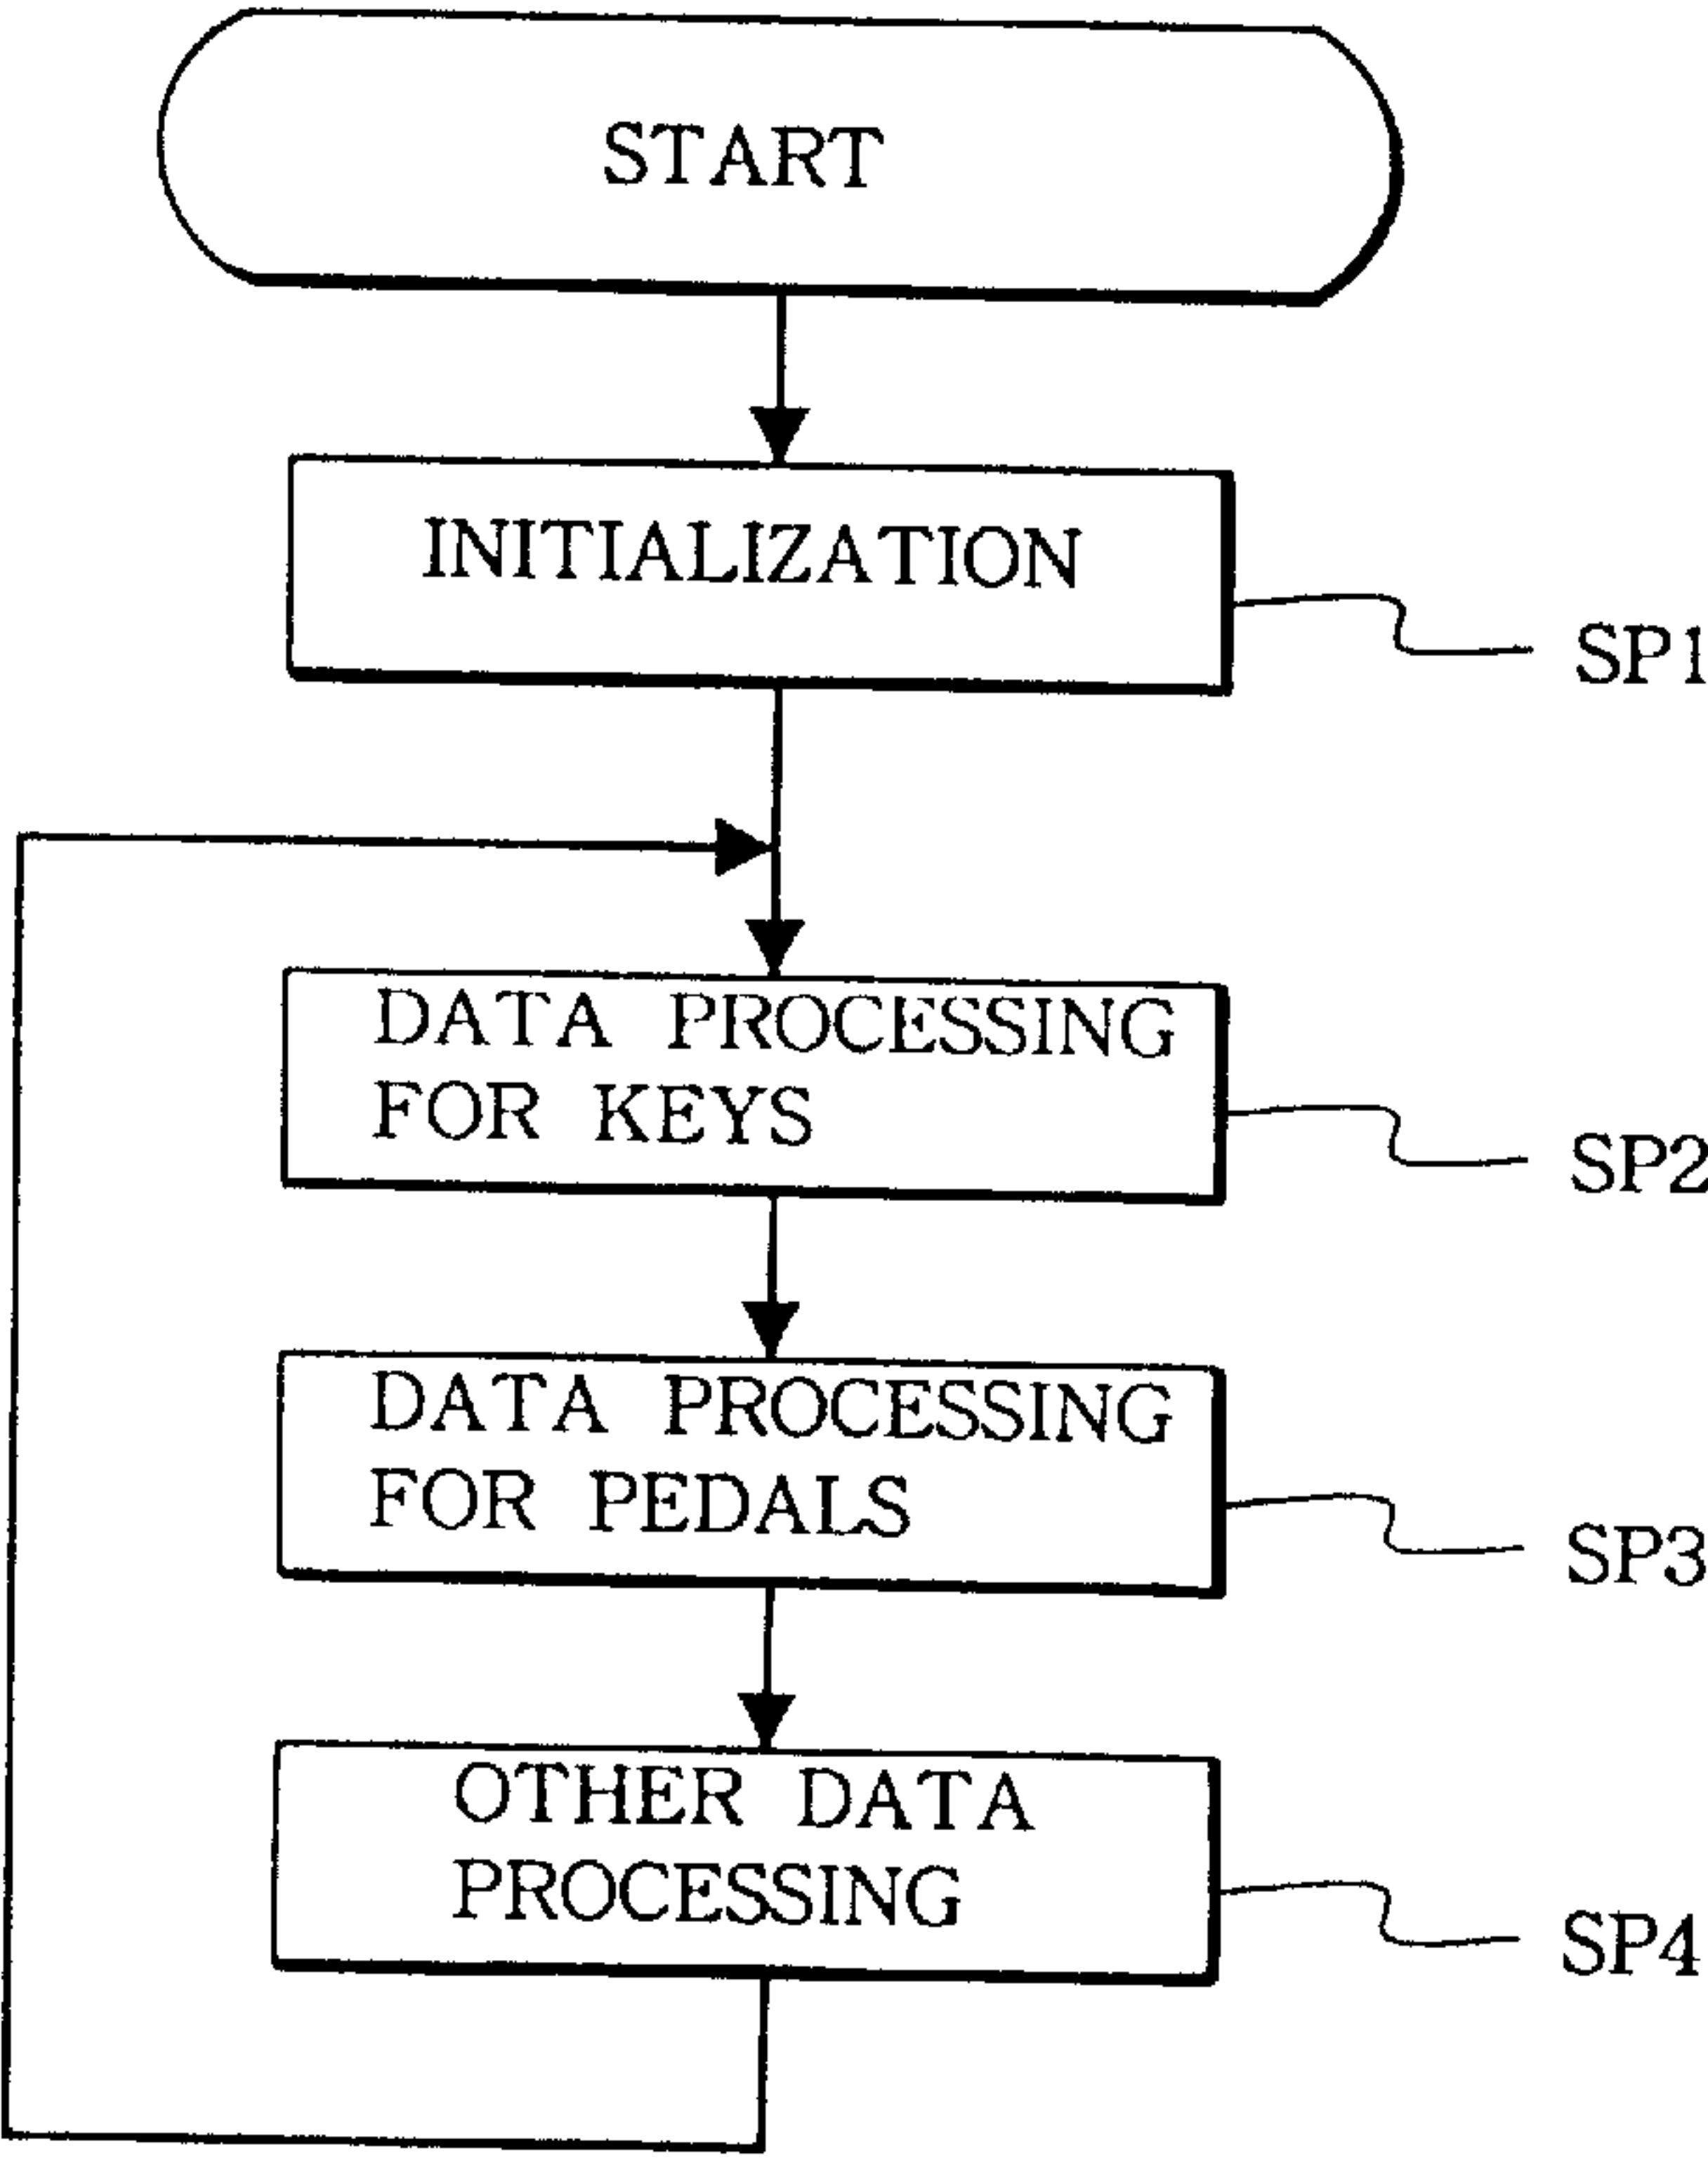 START
INITIALIZATION
SP1
DATA PROCESSING
FOR KEYS
SP2
DATA PROCESSING
FOR PEDALS
SP3
OTHER DATA
PROCESSING
SP4